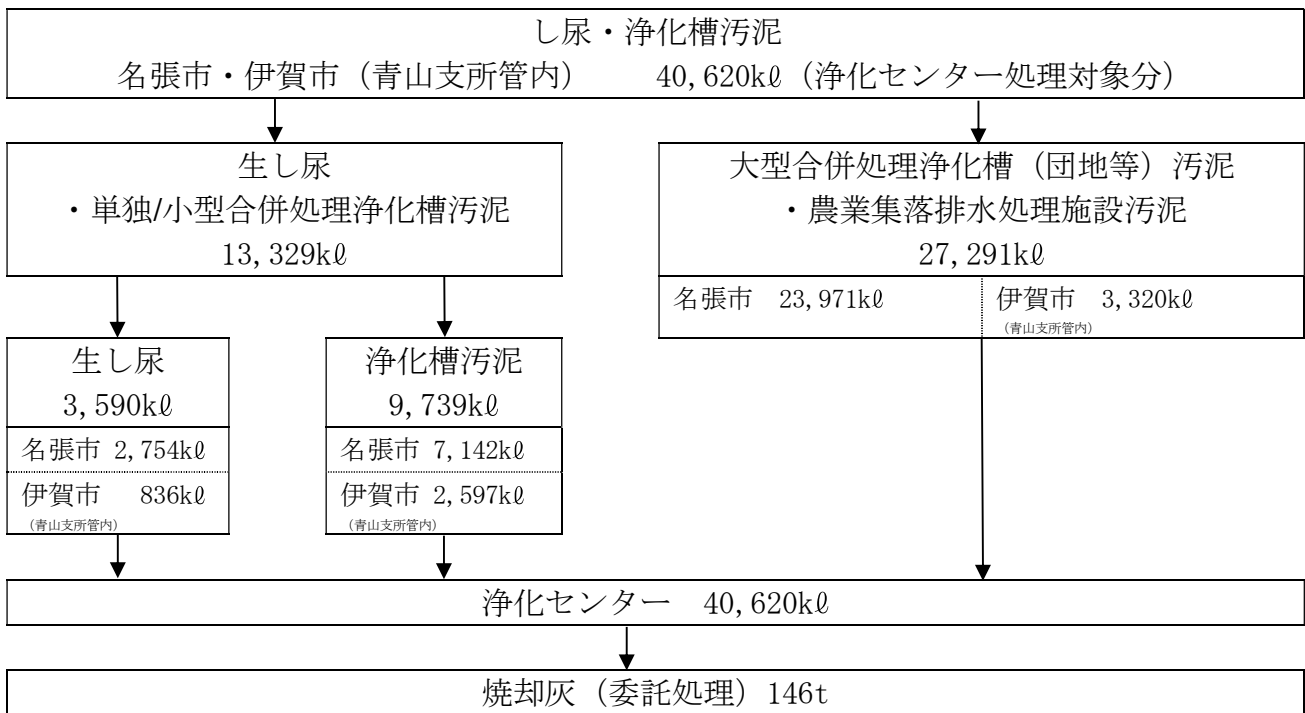 し尿・浄化槽汚泥
名張市・伊賀市（青山支所管内）　40,620kℓ（浄化センター処理対象分）
生し尿
・単独/小型合併処理浄化槽汚泥
13,329kℓ
大型合併処理浄化槽（団地等）汚泥
・農業集落排水処理施設汚泥
27,291kℓ
名張市　23,971kℓ
伊賀市　3,320kℓ
（青山支所管内）
生し尿
3,590kℓ
名張市 2,754kℓ
伊賀市　836kℓ
（青山支所管内）
浄化槽汚泥
9,739kℓ
名張市 7,142kℓ
伊賀市 2,597kℓ
（青山支所管内）
浄化センター　40,620kℓ
焼却灰（委託処理）146t